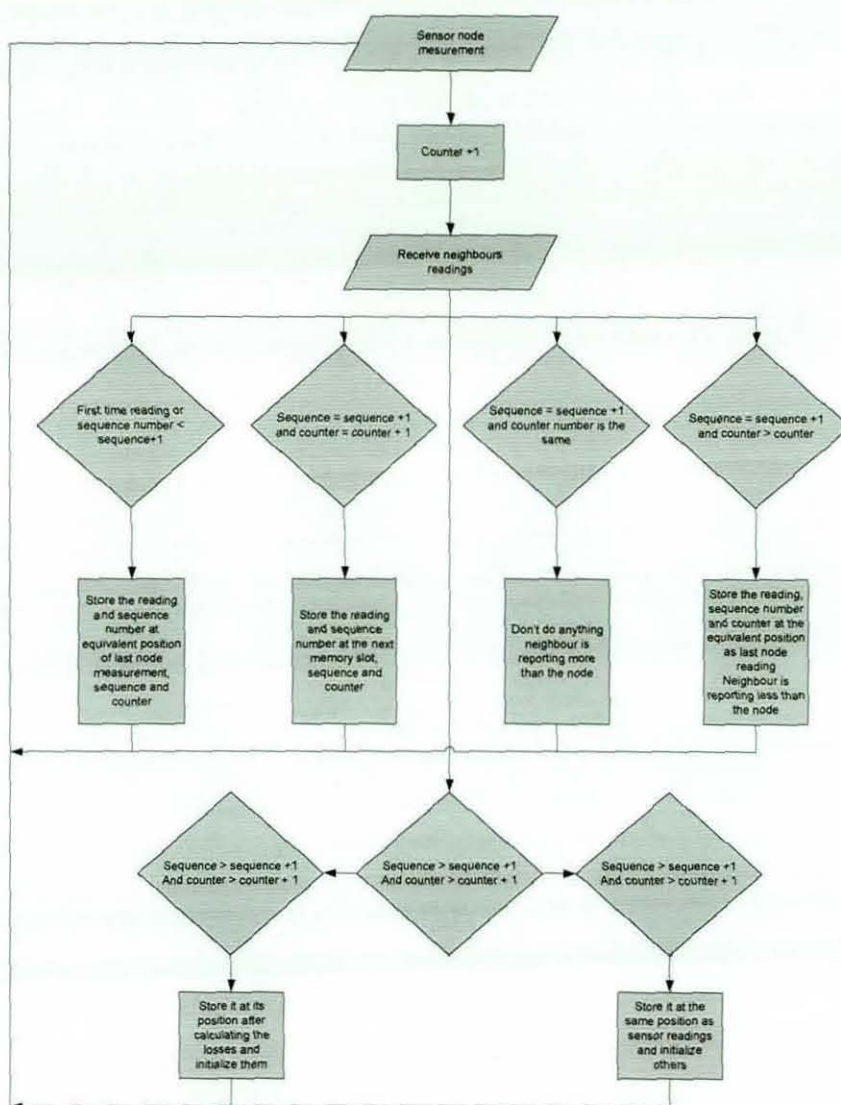 Sensor node
mesurement
Counter +1
Receive neighbours
readings
First time reading or
sequence number <
sequence+1
Sequence = sequence +1
and counter = counter + 1
Sequence = sequence +1
and counter number is the
same
Sequence = sequence +1
and counter > counter
Store the reading
and sequence
number at
equivalent position
of last node
measurement,
sequence and
counter
Store the reading
and sequence
number at the next
memory slot,
sequence and
counter
Don't do anything
neighbour is
reporting more
than the node
Store the reading,
sequence number
and counter at the
equivalent position
as last node
reading
Neighbour is
reporting less than
the node
Sequence > sequence +1
And counter > counter + 1
Sequence > sequence +1
And counter > counter + 1
Sequence > sequence +1
And counter > counter + 1
Store it at its
position after
calculating the
losses and
initialize them
Store it at the
same position as
sensor readings
and initialize
others